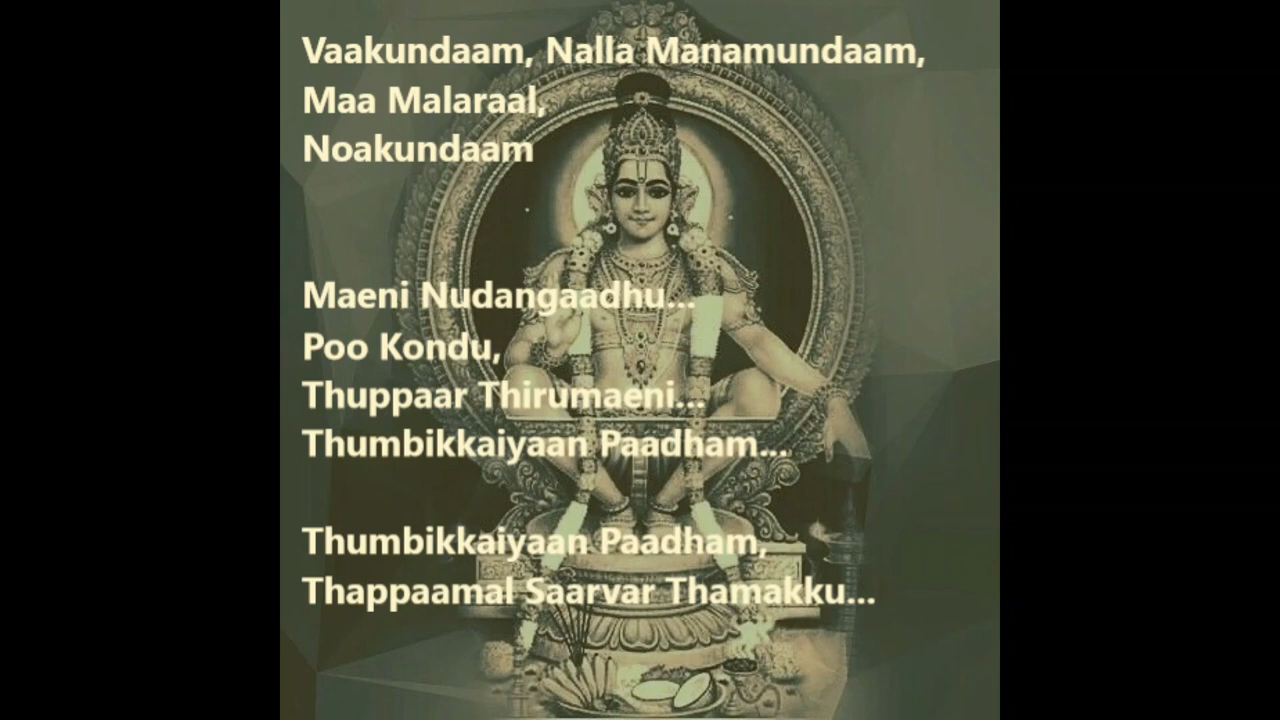 Vaakundaam, Nalla Manamundaam,
Maa Malaraal,
Noakundaam
Maeni Nudangaadhu...
Poo Kondu,
Thuppaar Thirumaeni...
Thumbikkaiyaan Paadham...
Thumbikkaiyaan Paadham,
Thappaamal Saarvar Thamakku...